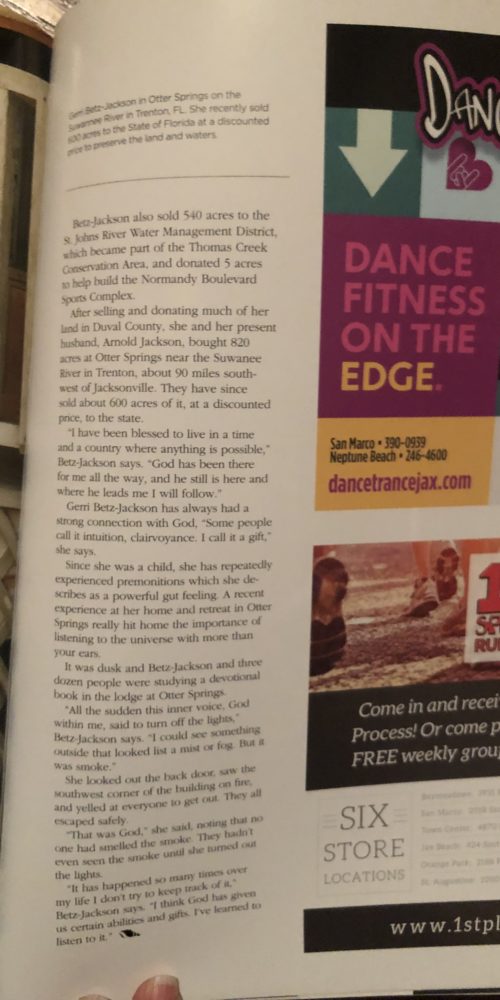 Gerri Betz-Jackson in Otter Springs on the
Suwannee River in Trenton, FL. She recently sold
600 acres to the State of Florida at a discounted
price to preserve the land and waters.
Betz-Jackson also sold 540 acres to the
St. Johns River Water Management District,
which became part of the Thomas Creek
Conservation Area, and donated 5 acres
to help build the Normandy Boulevard
Sports Complex.
After selling and donating much of her
land in Duval County, she and her present
husband, Arnold Jackson, bought 820
acres at Otter Springs near the Suwanee
River in Trenton, about 90 miles south-
west of Jacksonville. They have since
sold about 600 acres of it, at a discounted
price, to the state.
"I have been blessed to live in a time
and a country where anything is possible,"
Betz-Jackson says. "God has been there
for me all the way, and he still is here and
where he leads me I will follow."
Gerri Betz-Jackson has always had a
strong connection with God, "Some people
call it intuition, clairvoyance. I call it a gift,"
she says.
Since she was a child, she has repeatedly
experienced premonitions which she de-
scribes as a powerful gut feeling. A recent
experience at her home and retreat in Otter
Springs really hit home the importance of
listening to the universe with more than
your ears.
It was dusk and Betz-Jackson and three
dozen people were studying a devotional
book in the lodge at Otter Springs.
"All the sudden this inner voice, God
within me, said to turn off the lights,"
Betz-Jackson says. "I could see something
outside that looked list a mist or fog. But it
was smoke."
She looked out the back door, saw the
southwest corner of the building on fire,
and yelled at everyone to get out. They all
escaped safely.
"That was God," she said, noting that no
one had smelled the smoke. They hadn't
even seen the smoke until she turned out
the lights.
"It has happened so many times over
my life I don't try to keep track of it,"
Betz-Jackson says. "I think God has given
us certain abilities and gifts. I've learned to
listen to it."
DANC
DANCE
FITNESS
ON THE
EDGE.
San Marco • 390-0939
Neptune Beach • 246-4600
dancetrancejax.com
1
RU
Come in and recei
Process! Or come p
FREE weekly grou
SIX
STORE
LOCATIONS
San Marco:
Town Center:
Jax Beach:
Orange Park:
St. Augustine:
www.1stpl